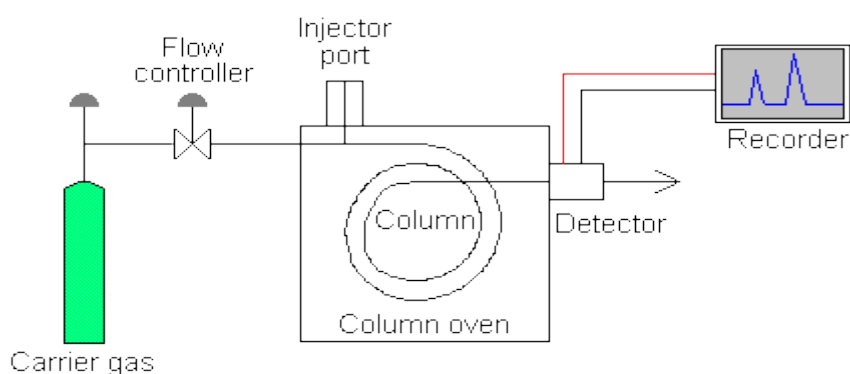 Flow
controller
Injector
port
Recorder
Column
Detector
Column oven
Carrier gas